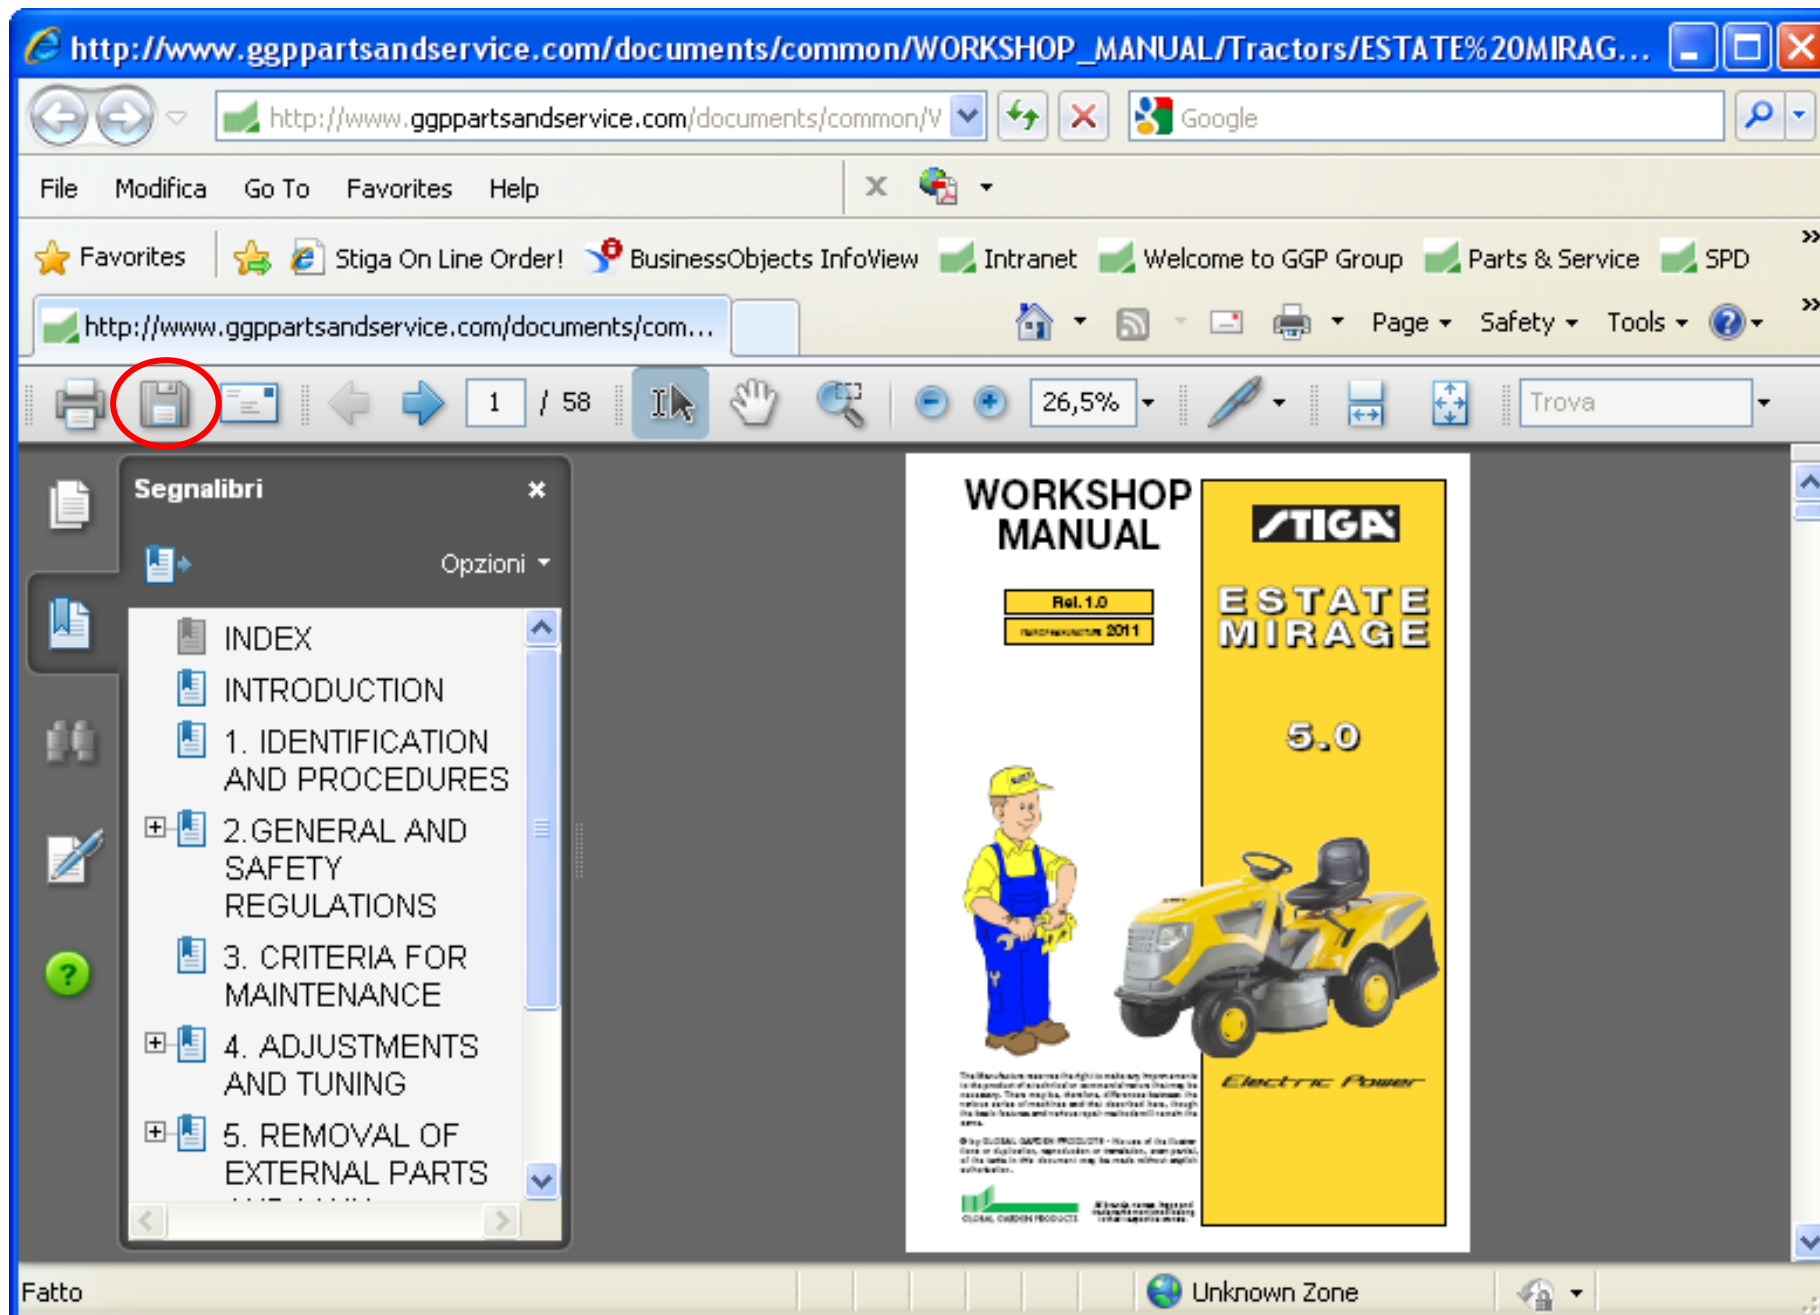 http://www.ggppartsandservice.com/documents/common/WORKSHOP_MANUAL/Tractors/ESTATE%20MIRAG...
http://www.ggppartsandservice.com/documents/common/V
Google
File Modifica Go To Favorites Help
x
Favorites Stiga On Line Order! BusinessObjects InfoView Intranet Welcome to GGP Group Parts & Service SPD »
http://www.ggppartsandservice.com/documents/com...
Page Safety Tools »
1 / 58 26,5% Trova
Segnalibri
Opzioni
INDEX
INTRODUCTION
1. IDENTIFICATION
AND PROCEDURES
2.GENERAL AND
SAFETY
REGULATIONS
3. CRITERIA FOR
MAINTENANCE
4. ADJUSTMENTS
AND TUNING
5. REMOVAL OF
EXTERNAL PARTS
WORKSHOP
MANUAL
Rel. 1.0
2011
STIGA
ESTATE
MIRAGE
5.0
Electric Power
GLOBAL GARDEN PRODUCTS
Fatto
Unknown Zone